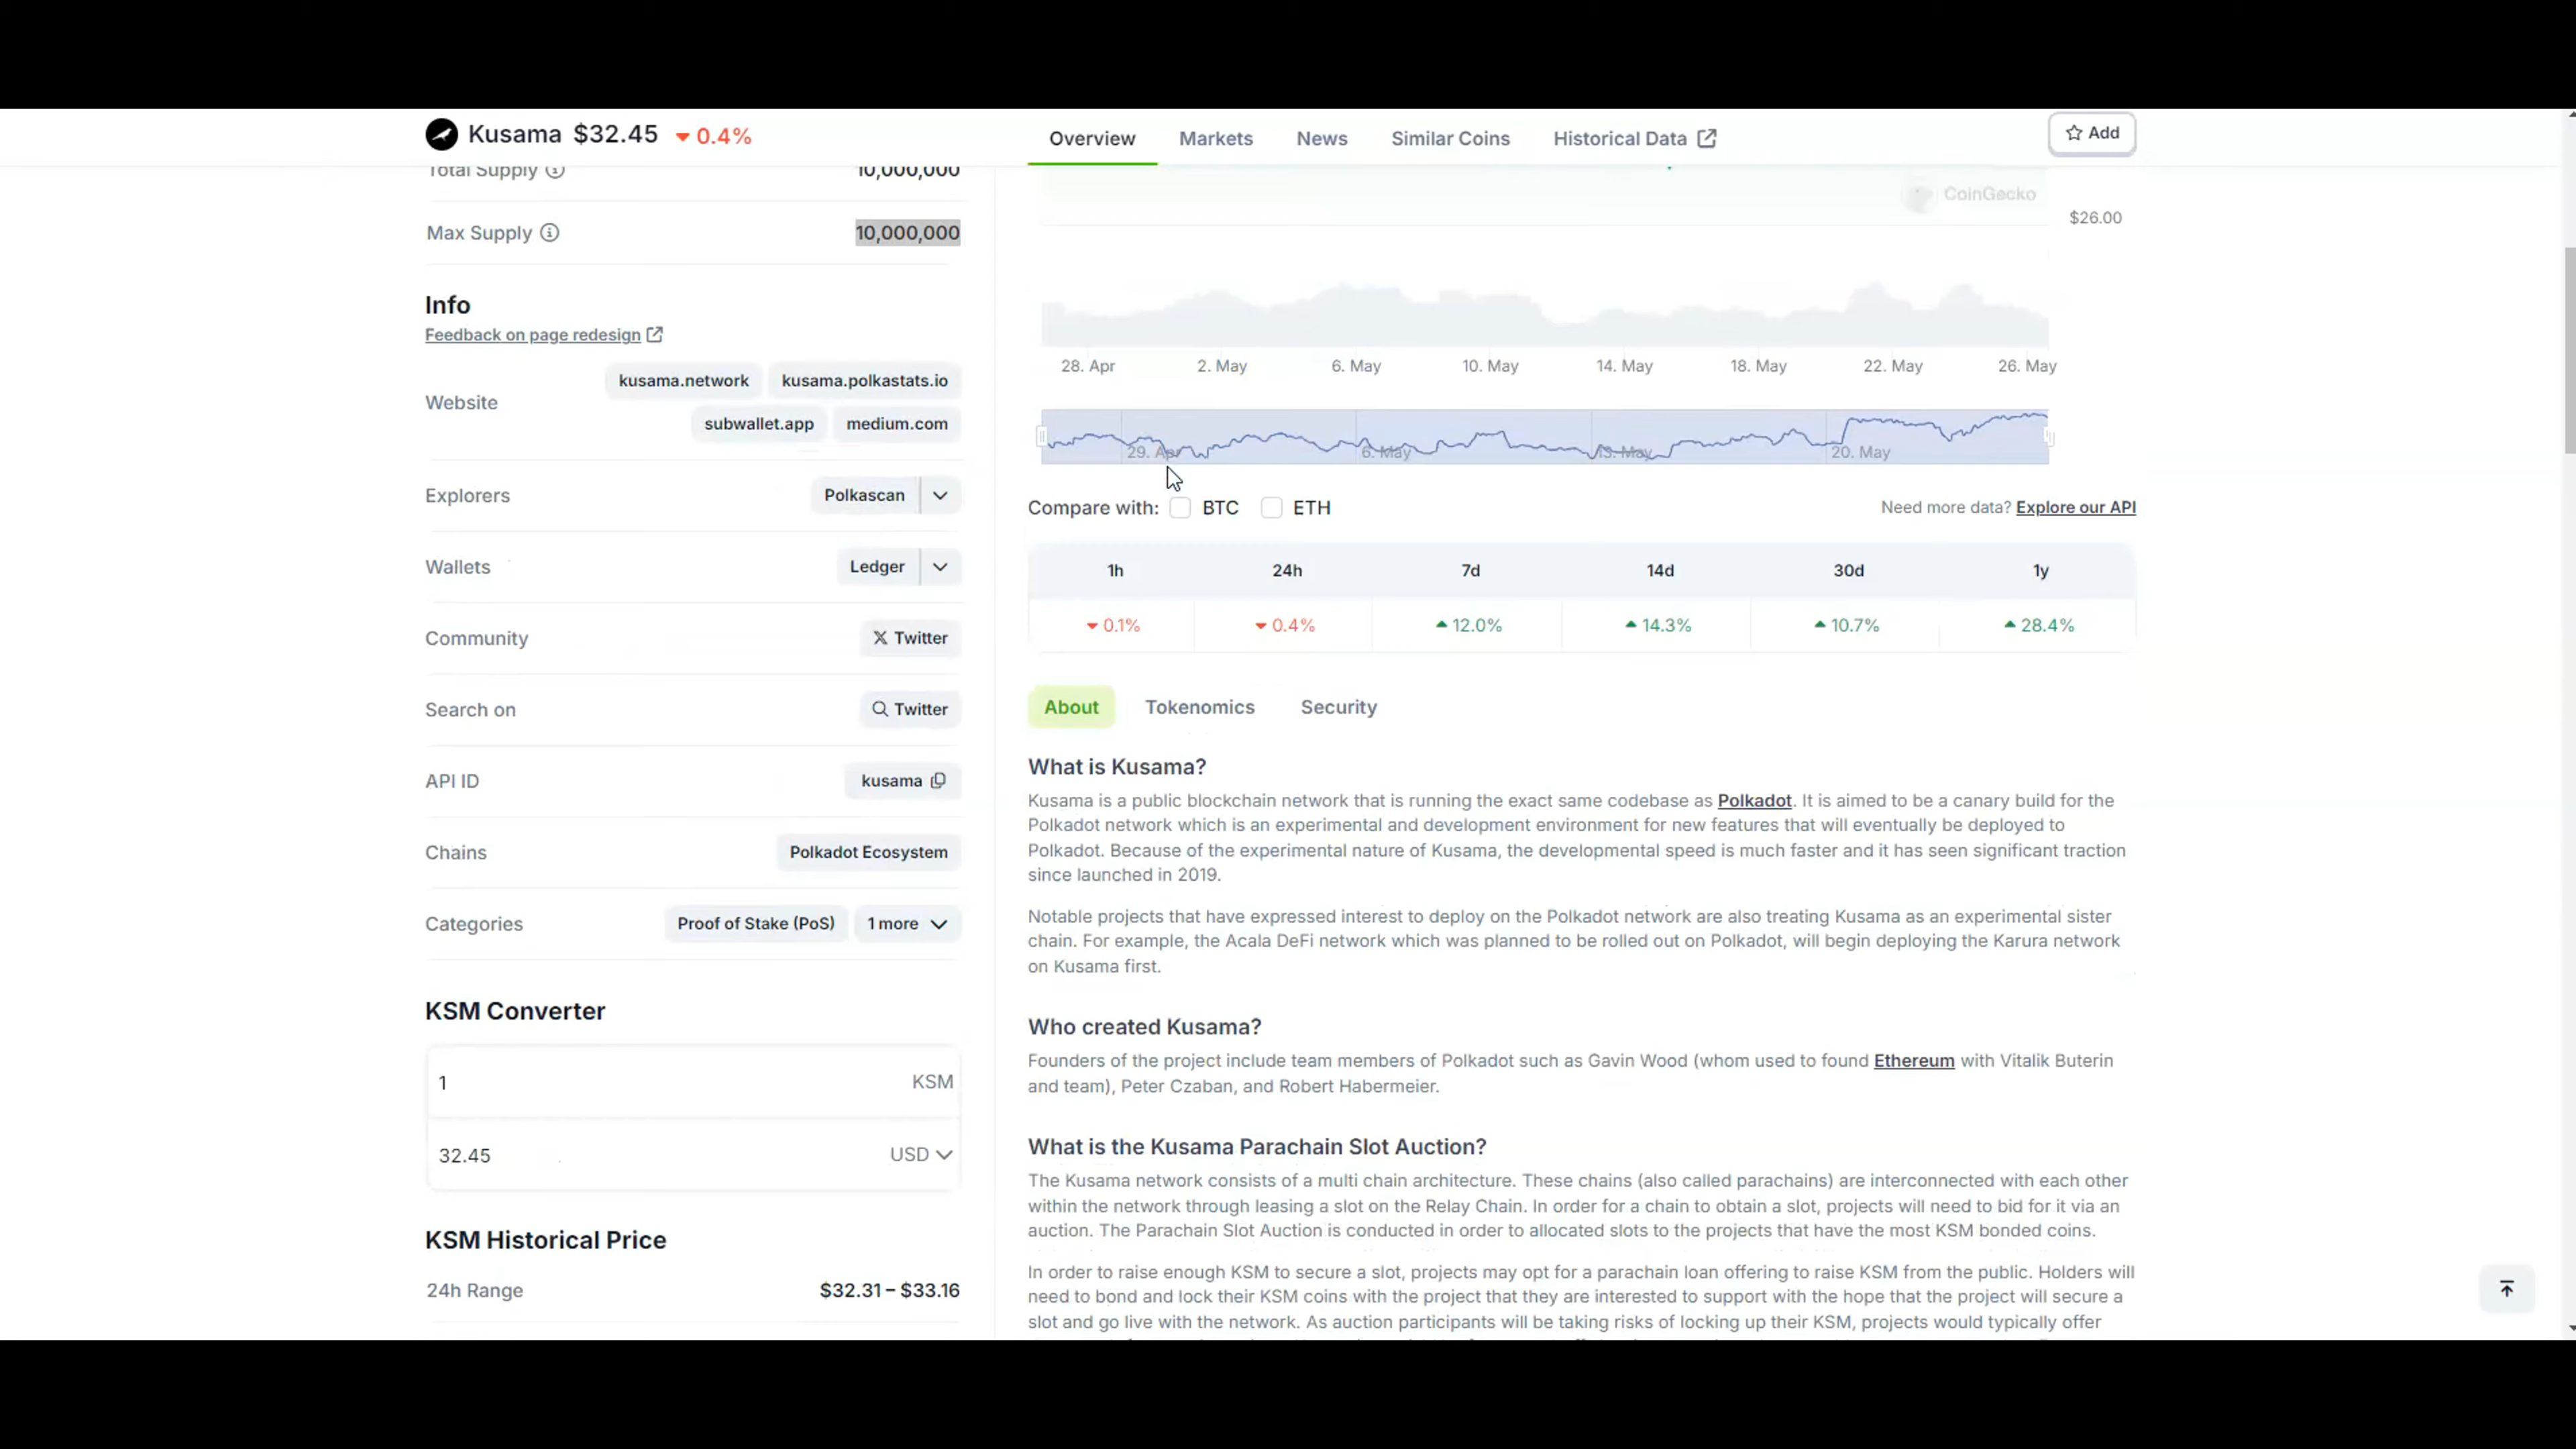 Kusama $32.45 0.4%
Overview Markets News Similar Coins Historical Data
Add
Total Supply 10,000,000
Max Supply 10,000,000
Info
Feedback on page redesign
Website kusama.network kusama.polkastats.io
subwallet.app medium.com
Explorers Polkascan
Wallets Ledger
Community X Twitter
Search on Twitter
API ID kusama
Chains Polkadot Ecosystem
Categories Proof of Stake (PoS) 1 more
KSM Converter
1 KSM
32.45 USD
KSM Historical Price
24h Range $32.31 – $33.16
CoinGecko
$26.00
28. Apr 2. May 6. May 10. May 14. May 18. May 22. May 26. May
29. Apr 6. May 13. May 20. May
Compare with: BTC ETH
Need more data? Explore our API
1h 24h 7d 14d 30d 1y
0.1% 0.4% 12.0% 14.3% 10.7% 28.4%
About Tokenomics Security
What is Kusama?
Kusama is a public blockchain network that is running the exact same codebase as Polkadot. It is aimed to be a canary build for the
Polkadot network which is an experimental and development environment for new features that will eventually be deployed to
Polkadot. Because of the experimental nature of Kusama, the developmental speed is much faster and it has seen significant traction
since launched in 2019.
Notable projects that have expressed interest to deploy on the Polkadot network are also treating Kusama as an experimental sister
chain. For example, the Acala DeFi network which was planned to be rolled out on Polkadot, will begin deploying the Karura network
on Kusama first.
Who created Kusama?
Founders of the project include team members of Polkadot such as Gavin Wood (whom used to found Ethereum with Vitalik Buterin
and team), Peter Czaban, and Robert Habermeier.
What is the Kusama Parachain Slot Auction?
The Kusama network consists of a multi chain architecture. These chains (also called parachains) are interconnected with each other
within the network through leasing a slot on the Relay Chain. In order for a chain to obtain a slot, projects will need to bid for it via an
auction. The Parachain Slot Auction is conducted in order to allocated slots to the projects that have the most KSM bonded coins.
In order to raise enough KSM to secure a slot, projects may opt for a parachain loan offering to raise KSM from the public. Holders will
need to bond and lock their KSM coins with the project that they are interested to support with the hope that the project will secure a
slot and go live with the network. As auction participants will be taking risks of locking up their KSM, projects would typically offer